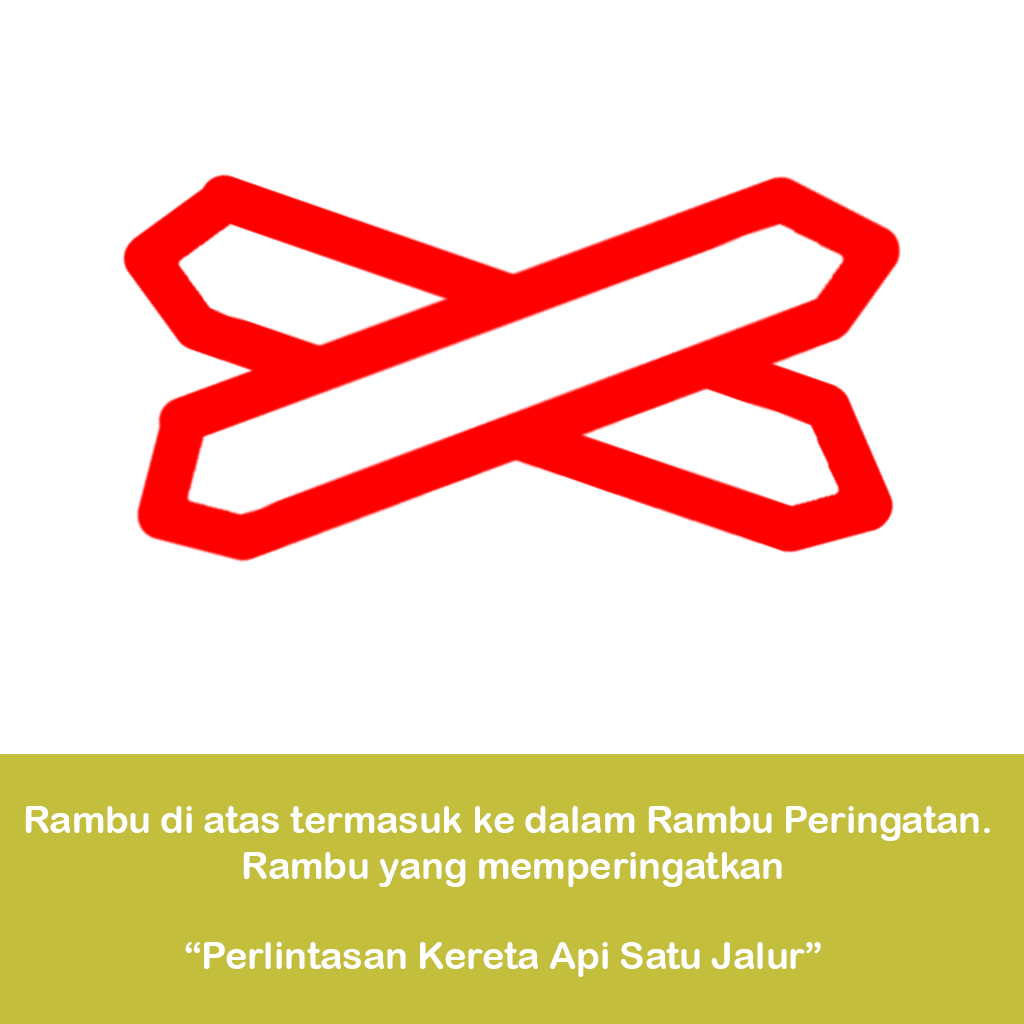 Rambu di atas termasuk ke dalam Rambu Peringatan.
Rambu yang memperingatkan
“Perlintasan Kereta Api Satu Jalur”